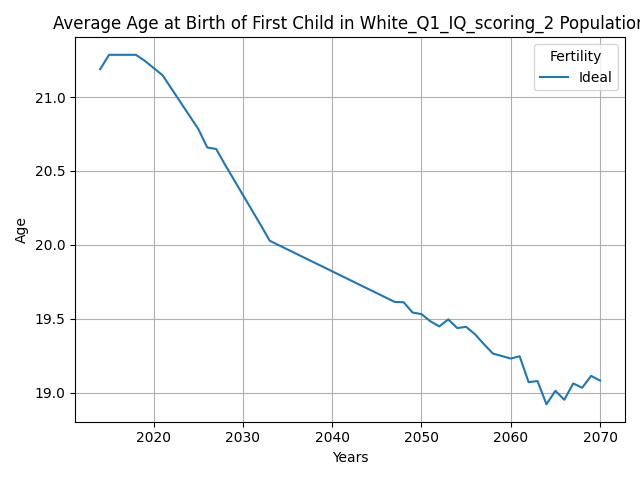 Average Age at Birth of First Child in White_Q1_IQ_scoring_2 Population
Fertility
Ideal
21.0
20.5
20.0
19.5
19.0
Age
2020 2030 2040 2050 2060 2070
Years